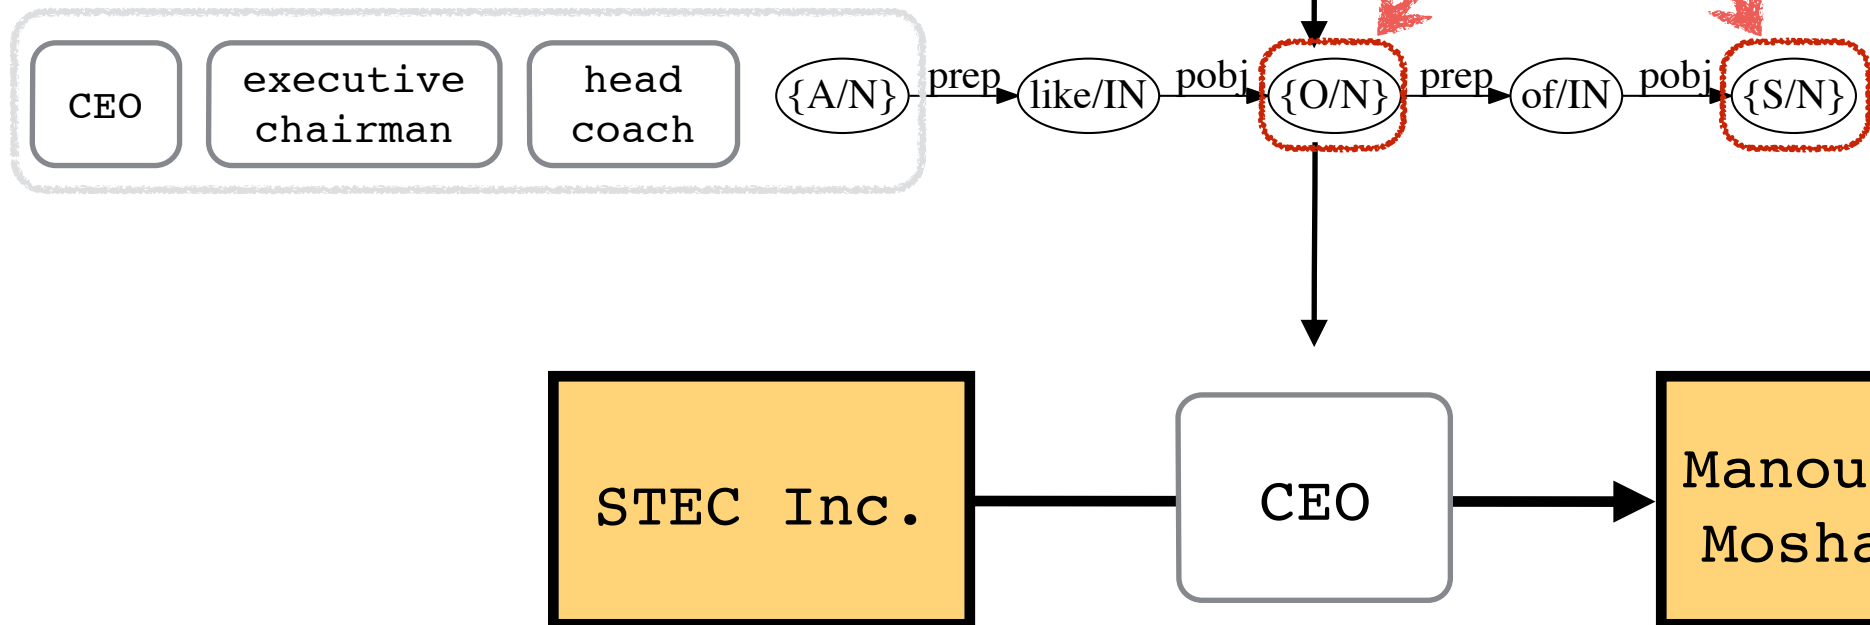 CEO
executive
chairman
head
coach
{A/N} prep like/IN pobj {O/N} prep of/IN pobj {S/N}
STEC Inc.
CEO